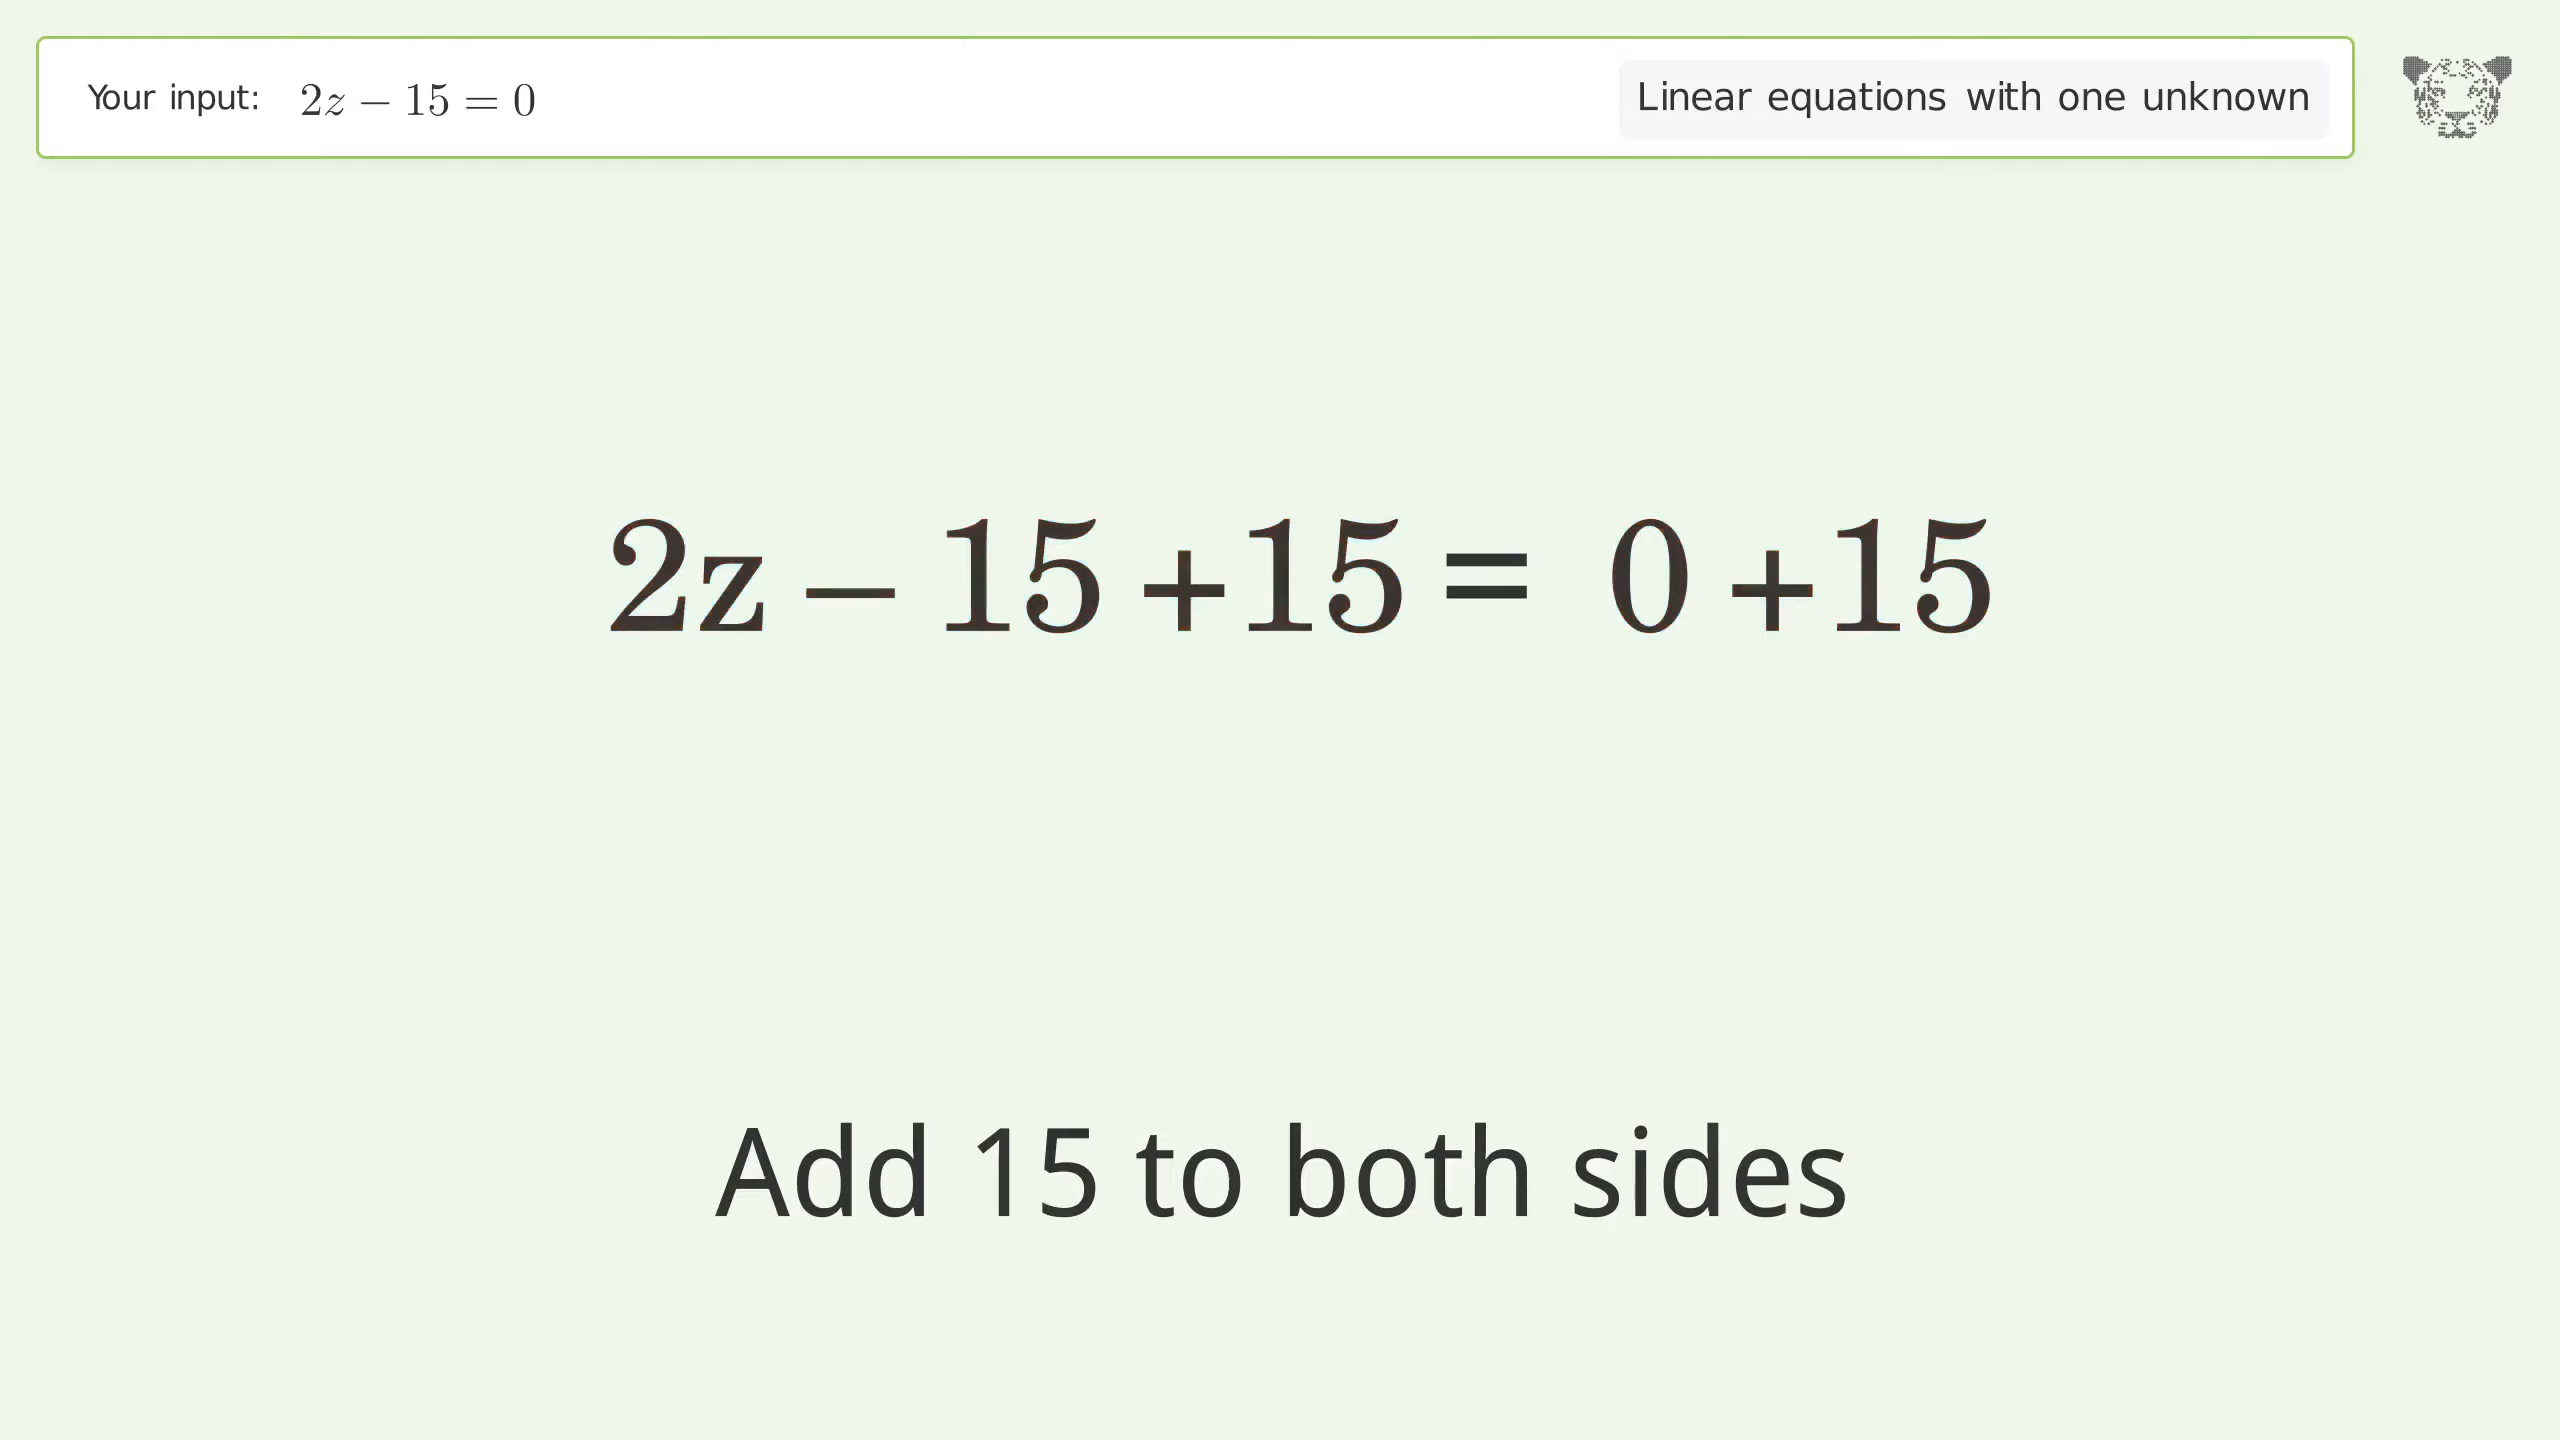 Your input: 2z − 15 = 0 Linear equations with one unknown
2z − 15 +15 = 0 +15
Add 15 to both sides